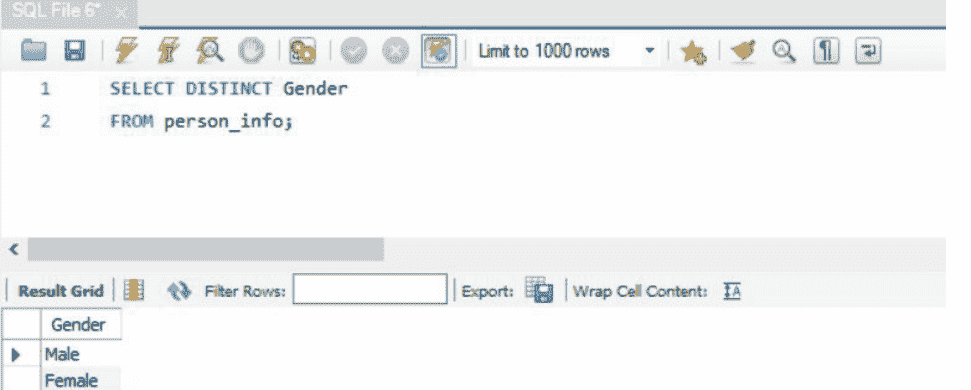 SQL File 6* ×
Limit to 1000 rows
1 SELECT DISTINCT Gender
2 FROM person_info;
Result Grid Filter Rows: Export: Wrap Cell Content: IA
Gender
Male
Female